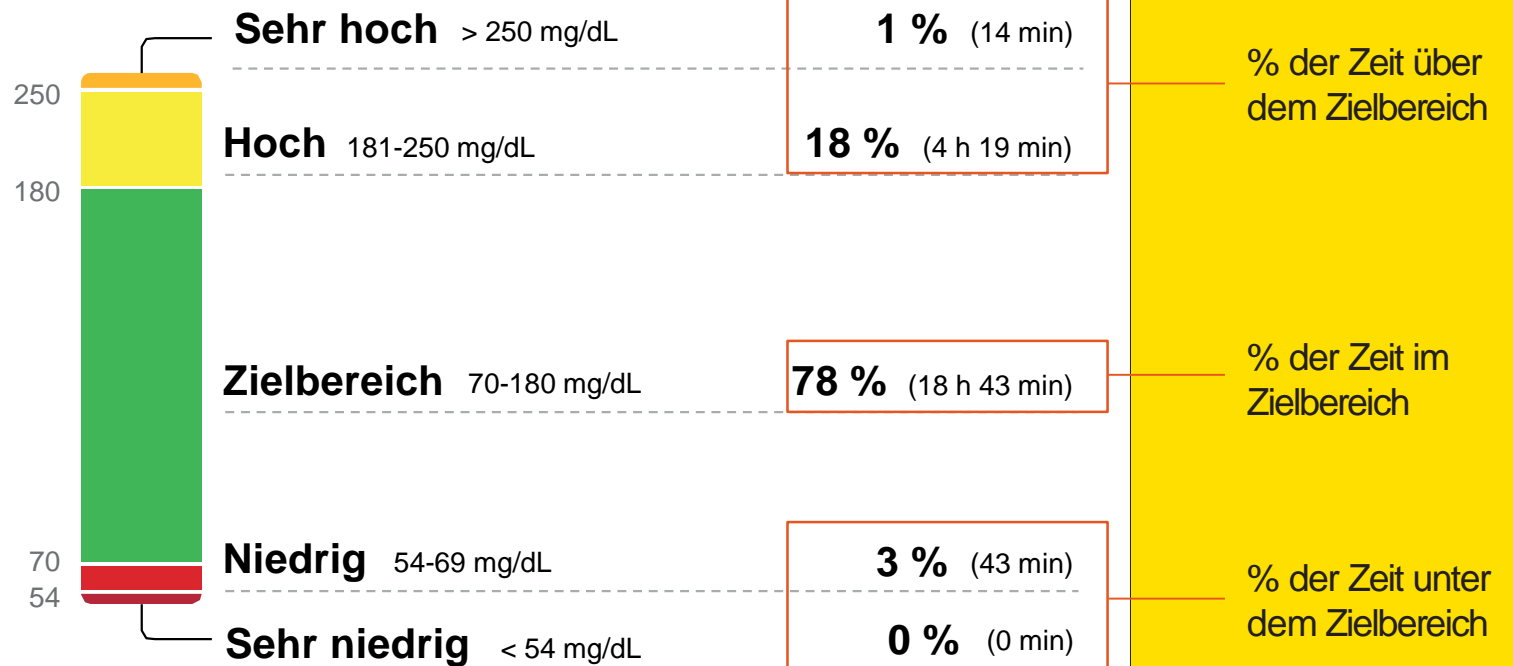 Sehr hoch > 250 mg/dL 1 % (14 min)
% der Zeit über
dem Zielbereich
250
Hoch 181-250 mg/dL 18 % (4 h 19 min)
180
% der Zeit im
Zielbereich
Zielbereich 70-180 mg/dL 78 % (18 h 43 min)
70
Niedrig 54-69 mg/dL 3 % (43 min)
54
% der Zeit unter
dem Zielbereich
Sehr niedrig < 54 mg/dL 0 % (0 min)